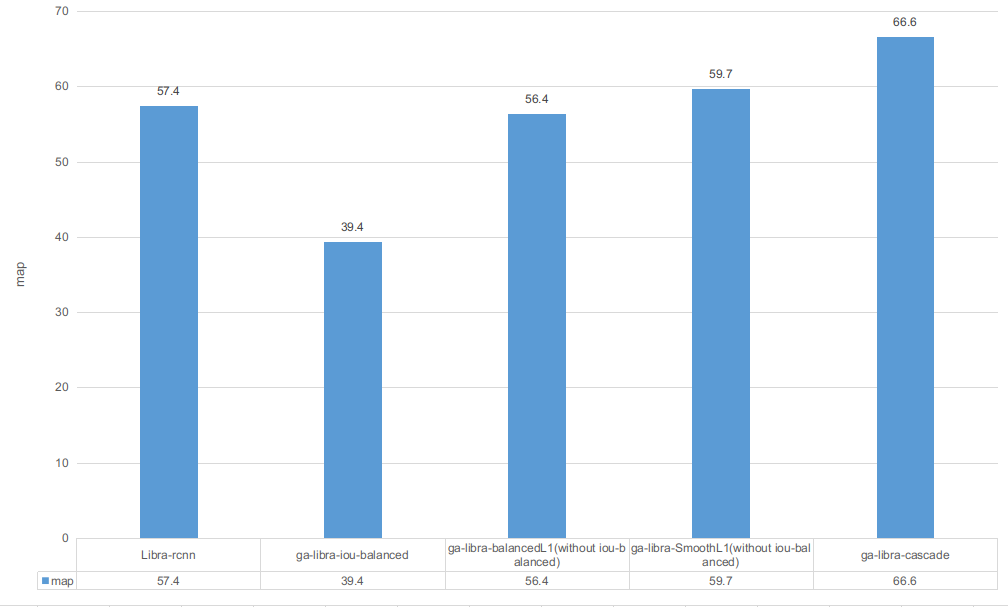 70
66.6
60
59.7
57.4
56.4
50
40
39.4
map
30
20
10
0
Libra-rcnn
ga-libra-iou-balanced
ga-libra-balancedL1(without iou-b
alanced)
ga-libra-SmoothL1(without iou-bal
anced)
ga-libra-cascade
map 57.4 39.4 56.4 59.7 66.6